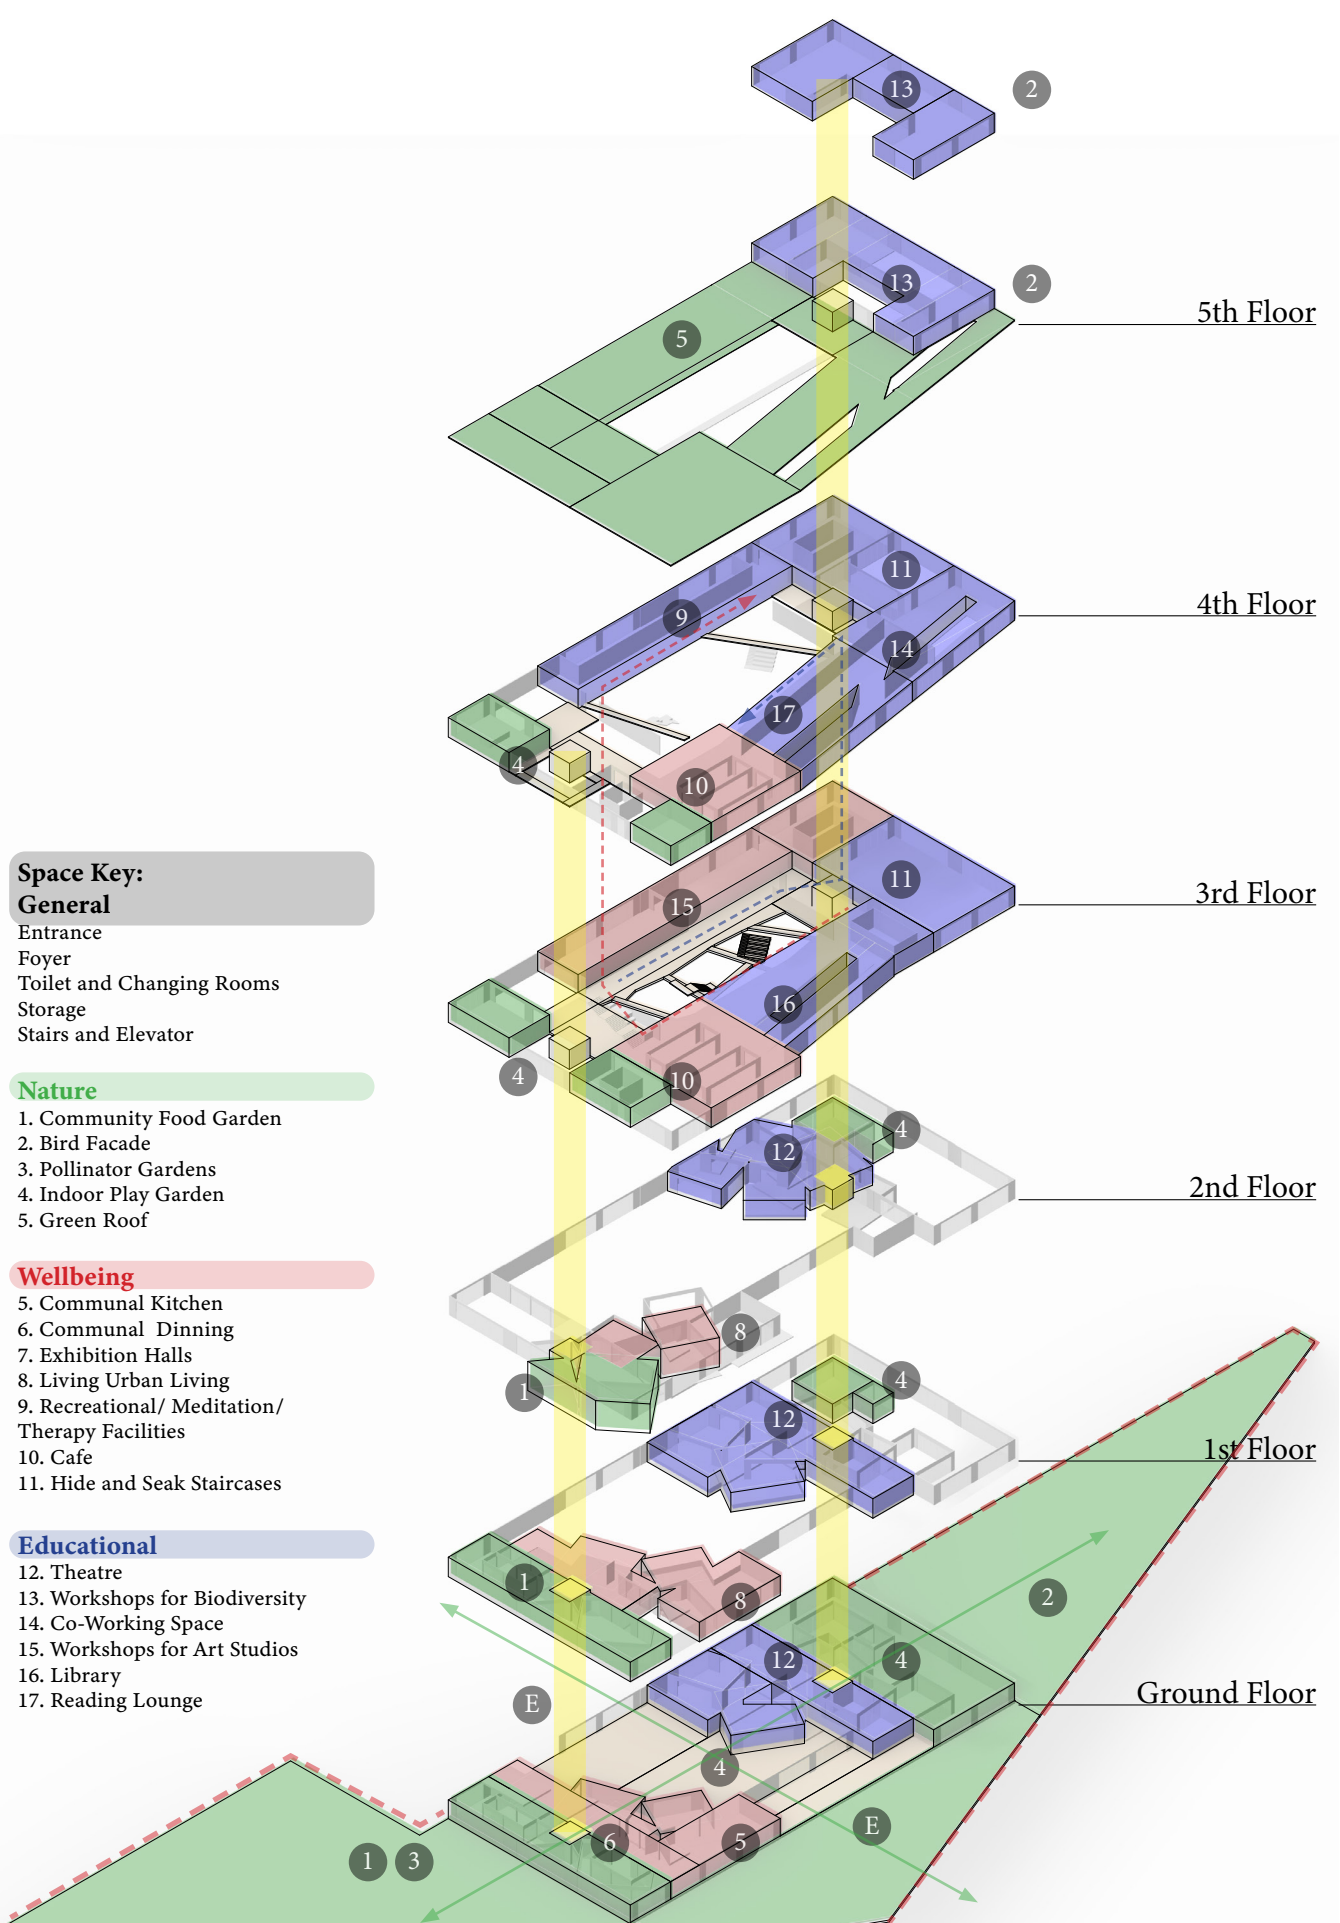 13
2
13
2
5th Floor
5
11
4th Floor
9
14
17
4
10
11
3rd Floor
15
16
4
10
4
12
2nd Floor
8
1
4
12
1st Floor
1
8
2
12
4
E
Ground Floor
4
E
6
5
1
3
Space Key:
General
Entrance
Foyer
Toilet and Changing Rooms
Storage
Stairs and Elevator
Nature
1. Community Food Garden
2. Bird Facade
3. Pollinator Gardens
4. Indoor Play Garden
5. Green Roof
Wellbeing
5. Communal Kitchen
6. Communal Dinning
7. Exhibition Halls
8. Living Urban Living
9. Recreational/ Meditation/
Therapy Facilities
10. Cafe
11. Hide and Seak Staircases
Educational
12. Theatre
13. Workshops for Biodiversity
14. Co-Working Space
15. Workshops for Art Studios
16. Library
17. Reading Lounge